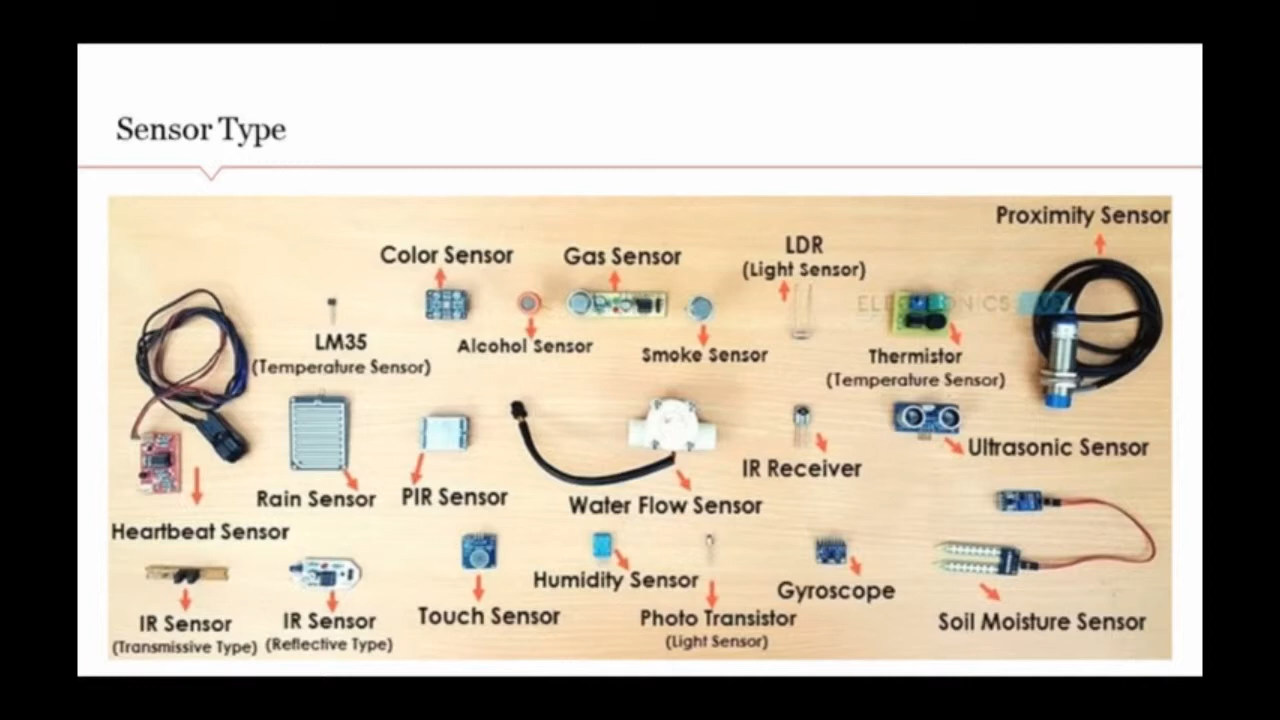 Sensor Type
Proximity Sensor
Color Sensor
Gas Sensor
LDR
(Light Sensor)
LM35
(Temperature Sensor)
Alcohol Sensor
Smoke Sensor
Thermistor
(Temperature Sensor)
Rain Sensor
PIR Sensor
Water Flow Sensor
IR Receiver
Ultrasonic Sensor
Heartbeat Sensor
IR Sensor
(Transmissive Type)
IR Sensor
(Reflective Type)
Touch Sensor
Humidity Sensor
Photo Transistor
(Light Sensor)
Gyroscope
Soil Moisture Sensor